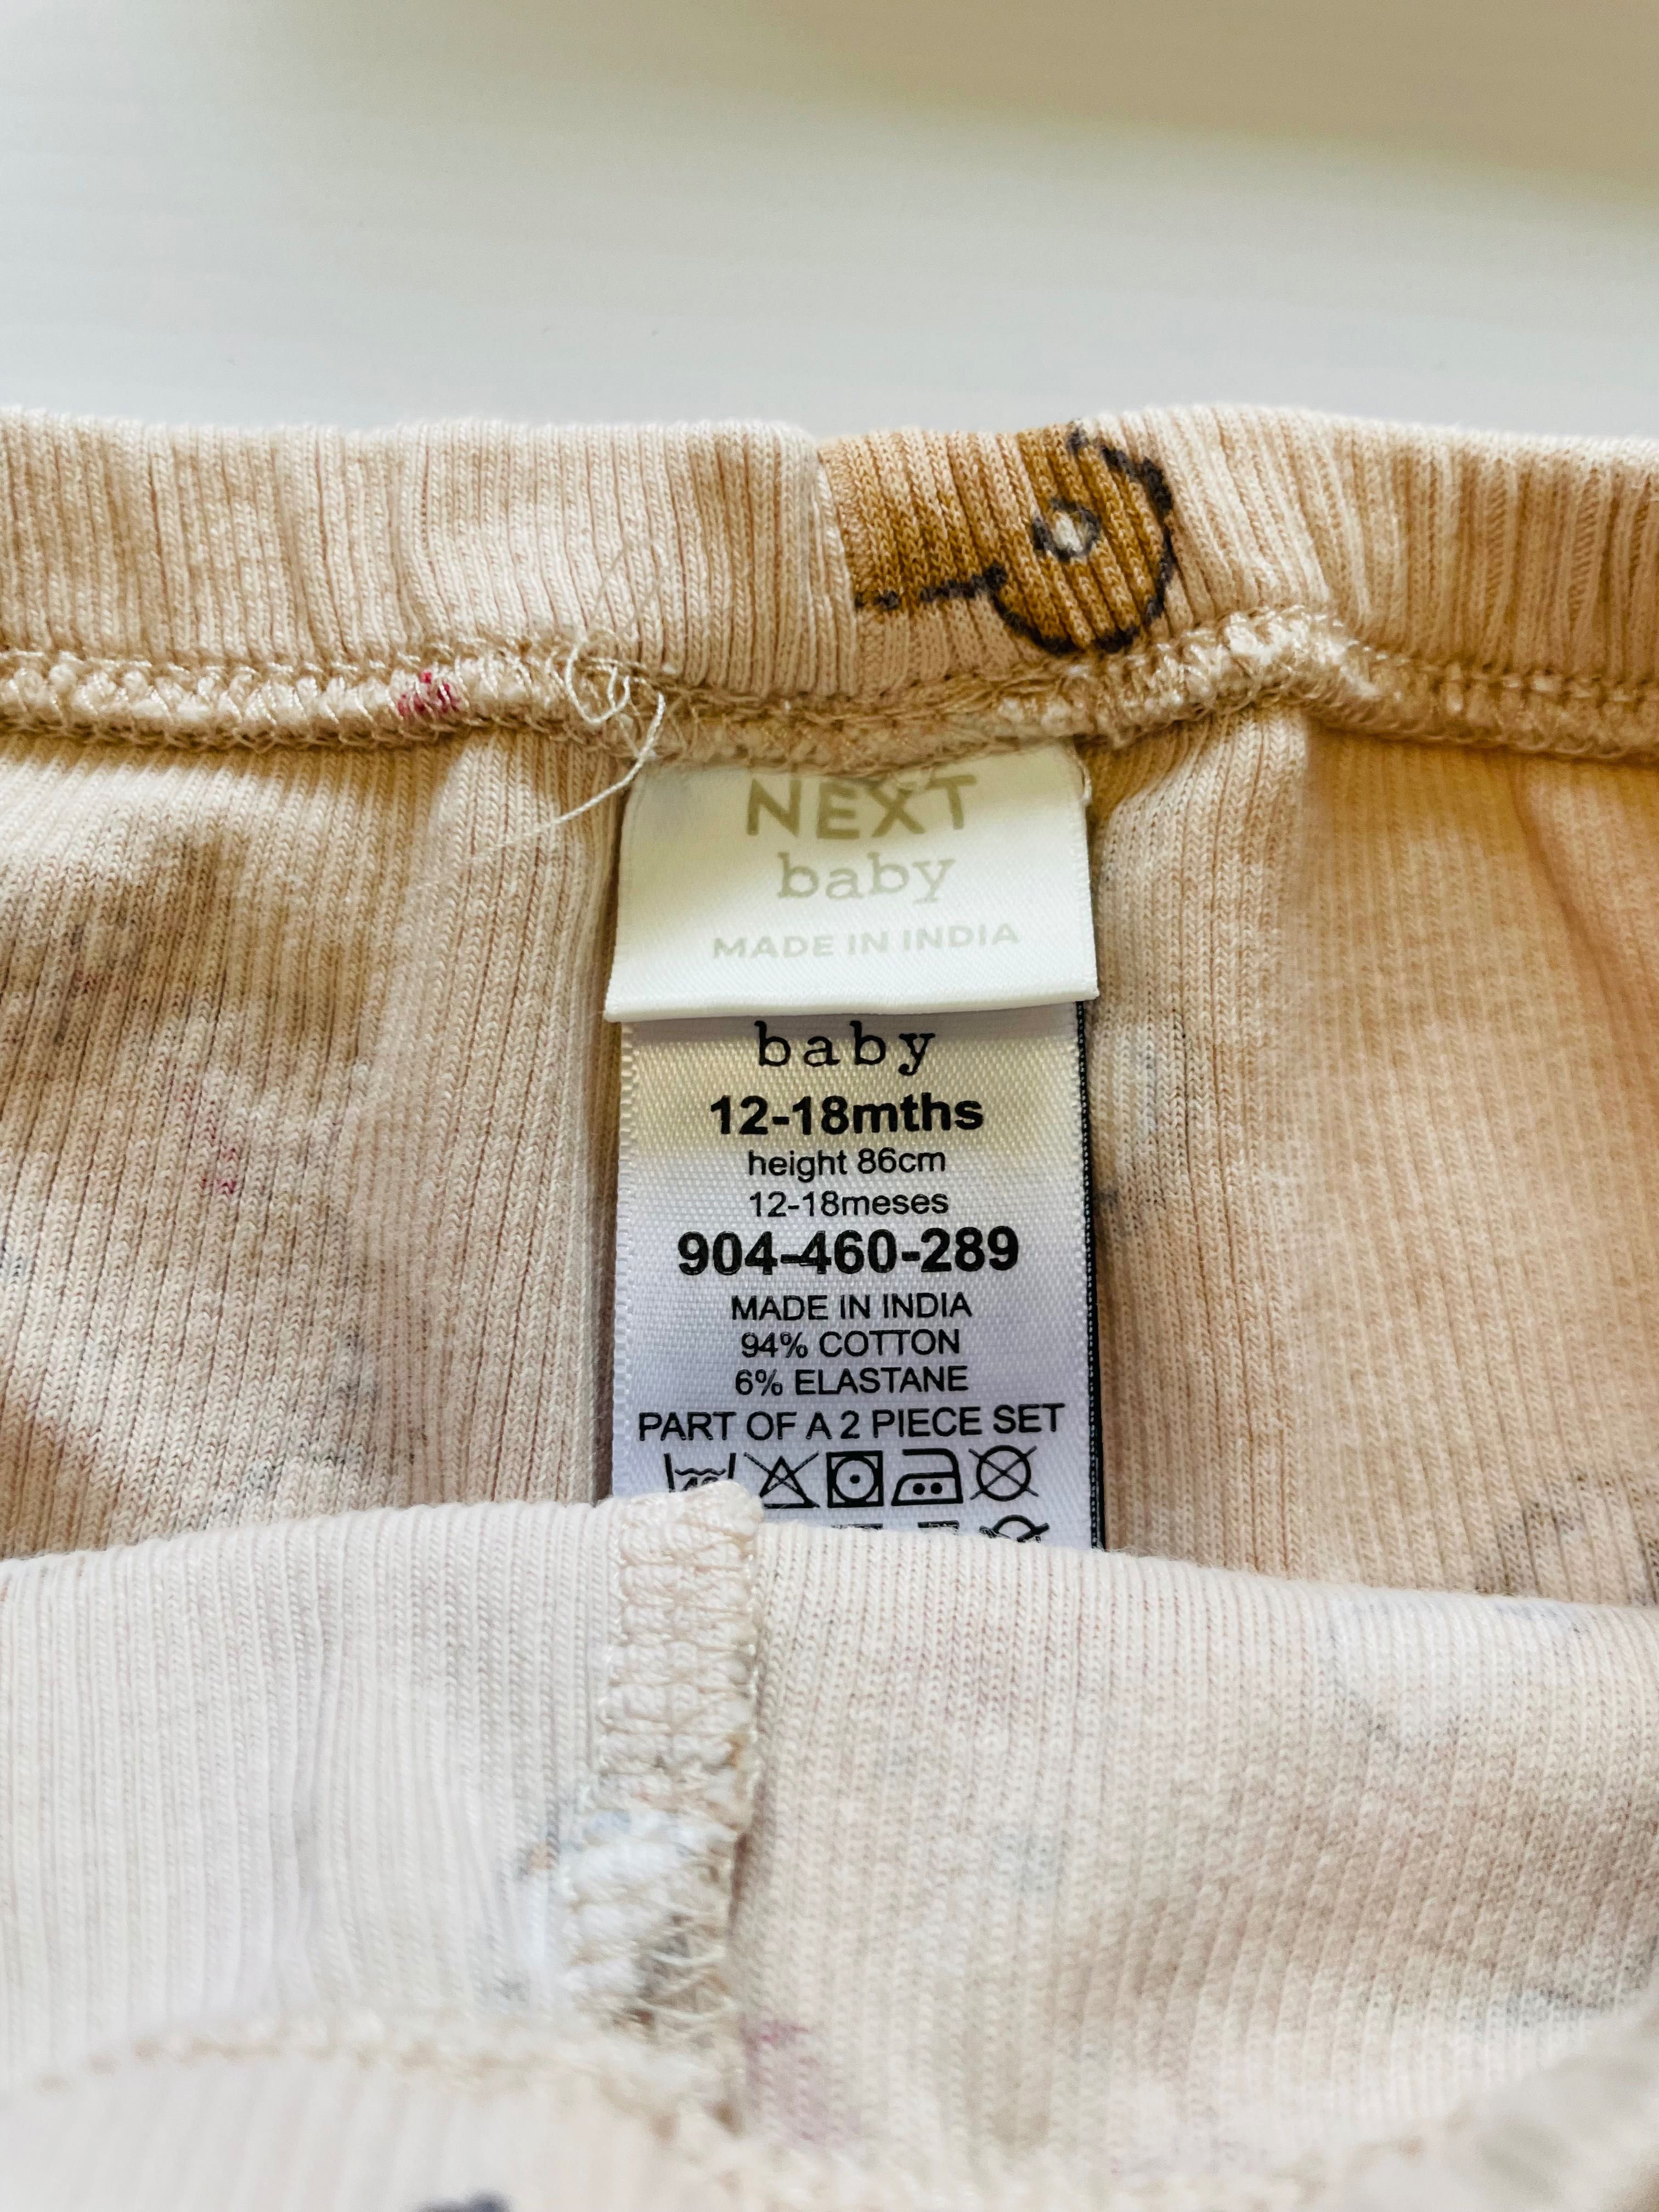 NEXT
baby
MADE IN INDIA
baby
12-18mths
height 86cm
12-18meses
904-460-289
MADE IN INDIA
94% COTTON
6% ELASTANE
PART OF A 2 PIECE SET
40